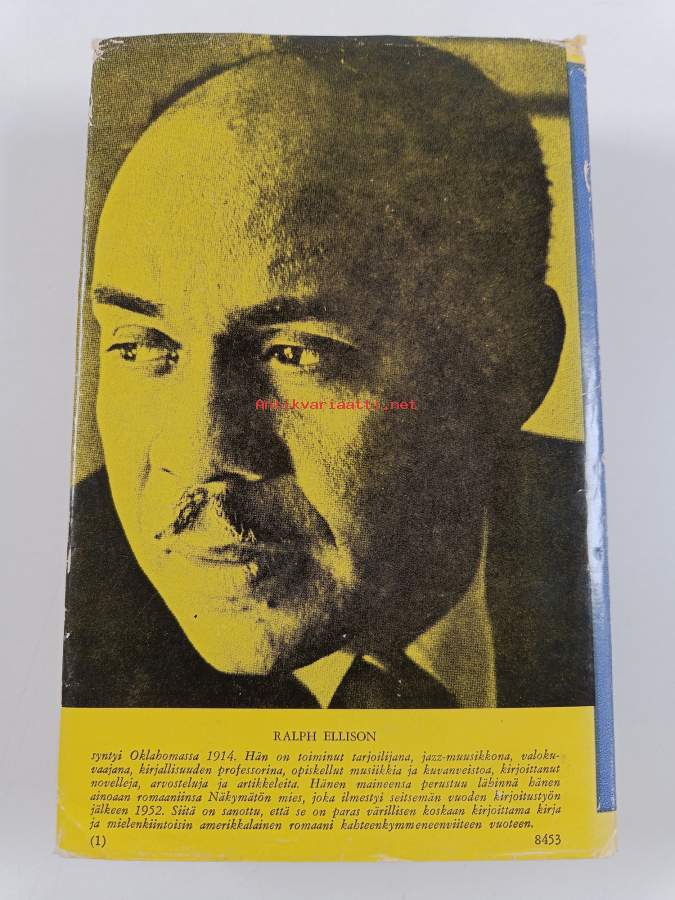 Antikvariaatti.net
RALPH ELLISON
syntyi Oklahomassa 1914. Hän on toiminut tarjoilijana, jazz-muusikkona, valoku-
vaajana, kirjallisuuden professorina, opiskellut musiikkia ja kuvanveistoa, kirjoittanut
novelleja, arvosteluja ja artikkeleita. Hänen maineensa perustuu lähinnä hänen
ainoaan romaaniinsa Näkymätön mies, joka ilmestyi seitsemän vuoden kirjoitustyön
jälkeen 1952. Siitä on sanottu, että se on paras värillisen koskaan kirjoittama kirja
ja mielenkiintoisin amerikkalainen romaani kahteenkymmeneenviiteen vuoteen.
(1) 8453